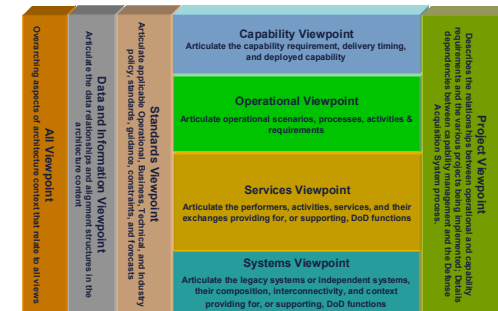 All Viewpoint
Overarching aspects of architecture context that relate to all views
Data and Information Viewpoint
Articulate the data relationships and alignment structures in the
architecture content
Standards Viewpoint
Articulate applicable Operational, Business, Technical, and Industry
policy, standards, guidance, constraints, and forecasts
Capability Viewpoint
Articulate the capability requirement, delivery timing,
and deployed capability
Operational Viewpoint
Articulate operational scenarios, processes, activities &
requirements
Services Viewpoint
Articulate the performers, activities, services, and their
exchanges providing for, or supporting, DoD functions
Systems Viewpoint
Articulate the legacy systems or independent systems,
their composition, interconnectivity, and context
providing for, or supporting, DoD functions
Project Viewpoint
Describes the relationships between operational and capability
requirements and the various projects being implemented; Details
dependencies between capability management and the Defense
Acquisition System process.